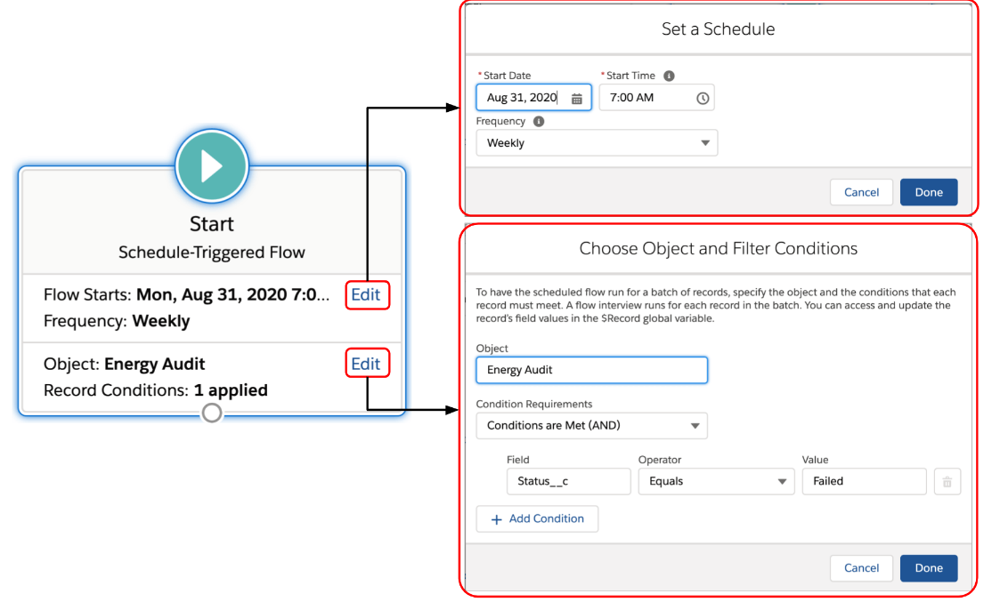 Start
Schedule-Triggered Flow
Flow Starts: Mon, Aug 31, 2020 7:0... Edit
Frequency: Weekly
Object: Energy Audit Edit
Record Conditions: 1 applied
Set a Schedule
* Start Date * Start Time
Aug 31, 2020 7:00 AM
Frequency
Weekly
Cancel Done
Choose Object and Filter Conditions
To have the scheduled flow run for a batch of records, specify the object and the conditions that each
record must meet. A flow interview runs for each record in the batch. You can access and update the
record's field values in the $Record global variable.
Object
Energy Audit
Condition Requirements
Conditions are Met (AND)
Field Operator Value
Status__c Equals Failed
+ Add Condition
Cancel Done